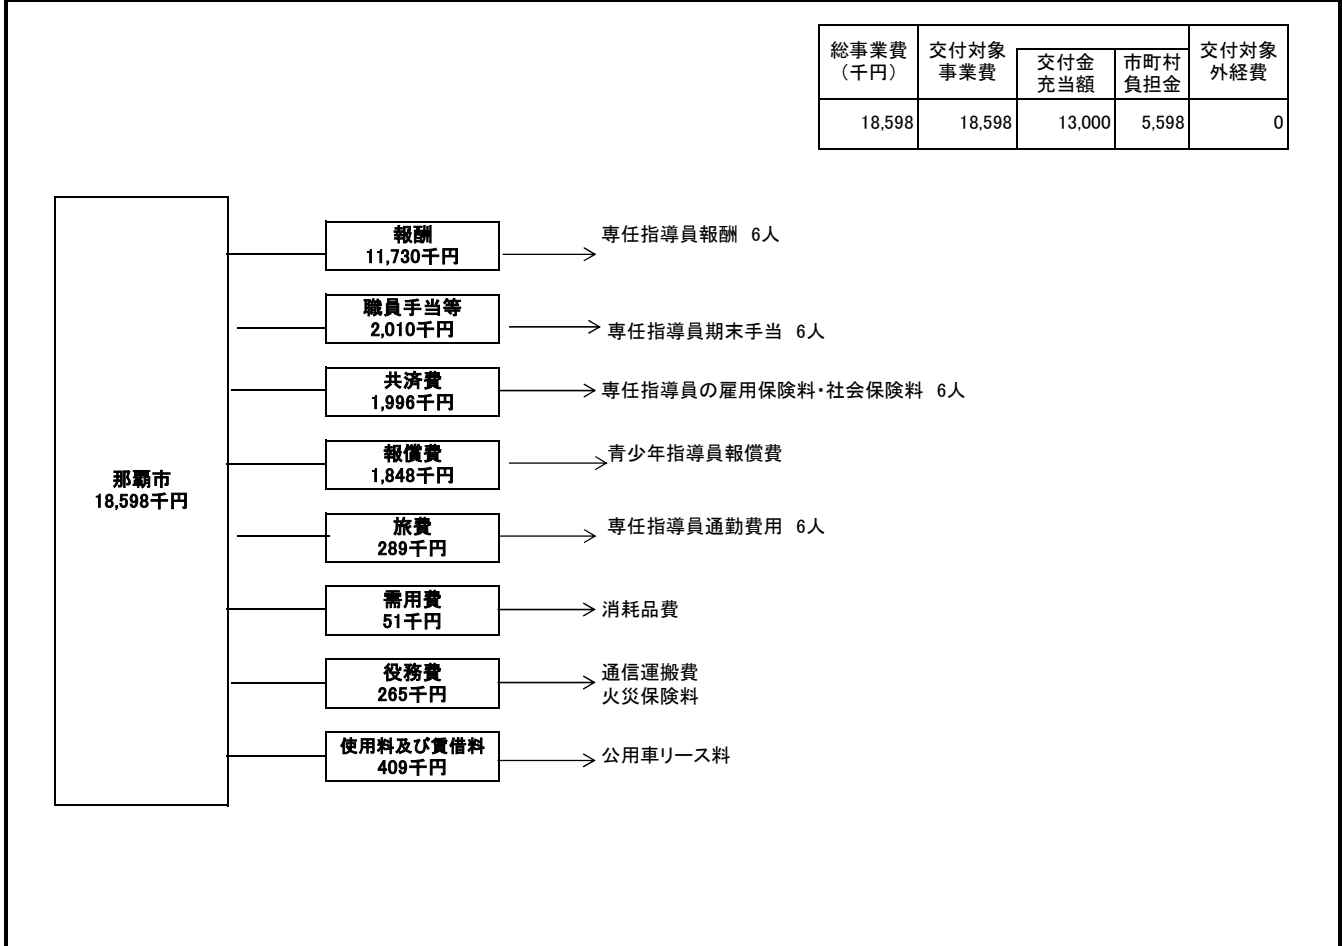 総事業費
（千円）
交付対象
事業費
交付金
充当額
市町村
負担金
交付対象
外経費
18,598
18,598
13,000
5,598
0
那覇市
18,598千円
報酬
11,730千円
専任指導員報酬 6人
職員手当等
2,010千円
専任指導員期末手当 6人
共済費
1,996千円
専任指導員の雇用保険料・社会保険料 6人
報償費
1,848千円
青少年指導員報償費
旅費
289千円
専任指導員通勤費用 6人
需用費
51千円
消耗品費
役務費
265千円
通信運搬費
火災保険料
使用料及び賃借料
409千円
公用車リース料